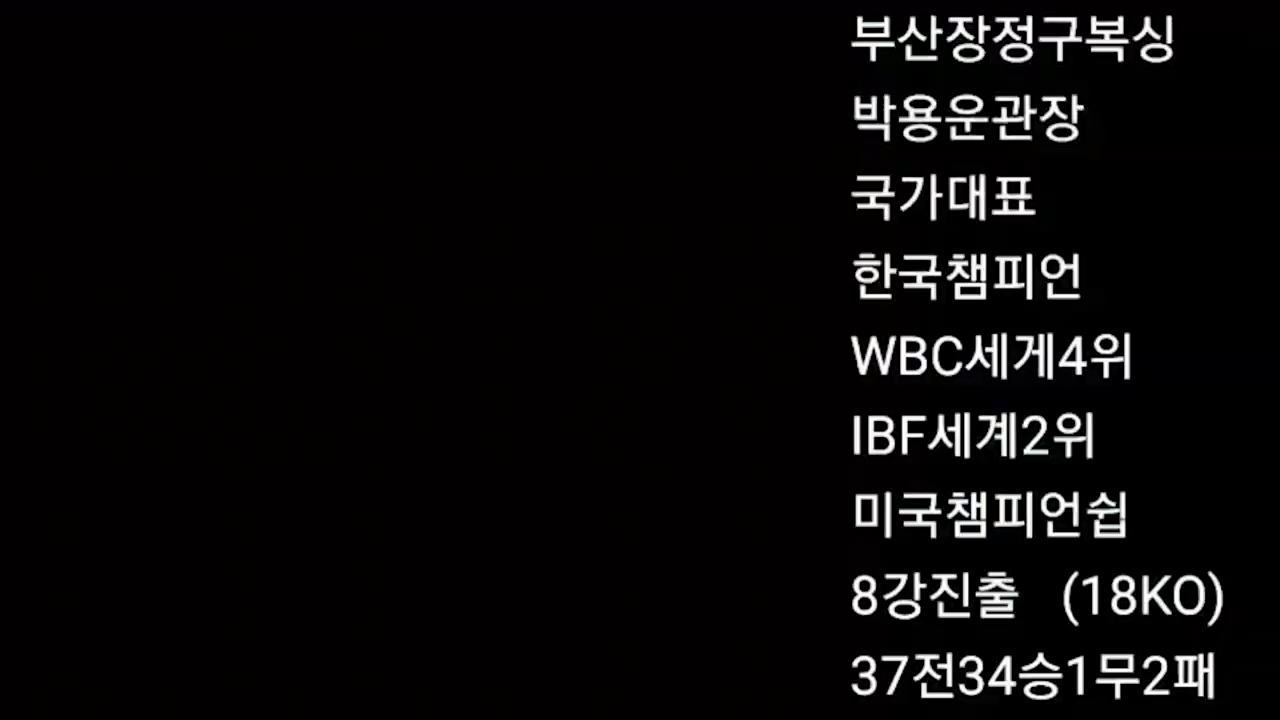 부산장정구복싱
박용운관장
국가대표
한국챔피언
WBC세게4위
IBF세계2위
미국챔피언쉽
8강진출 (18KO)
37전34승1무2패